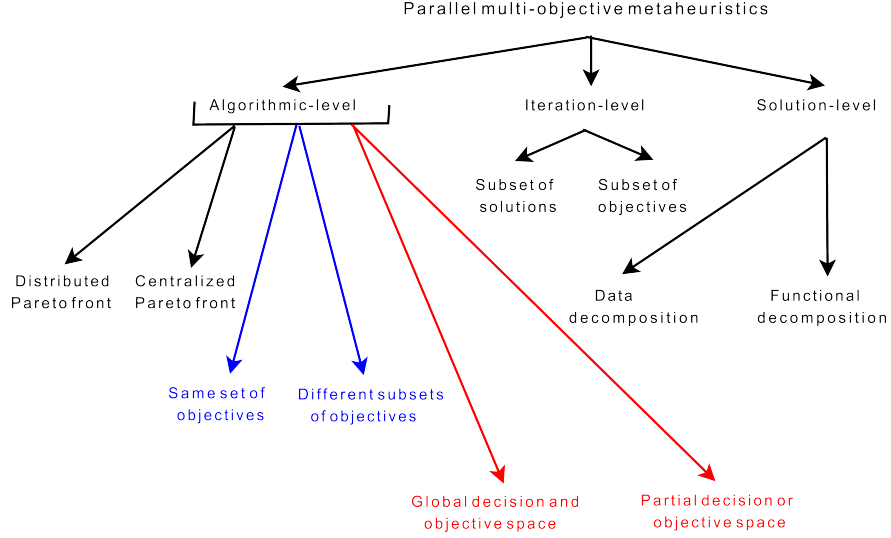 Parallel multi-objective metaheuristics
Algorithmic-level
Iteration-level
Solution-level
Subset of
solutions
Subset of
objectives
Distributed
Pareto front
Centralized
Pareto front
Data
decomposition
Functional
decomposition
Same set of
objectives
Different subsets
of objectives
Global decision and
objective space
Partial decision or
objective space